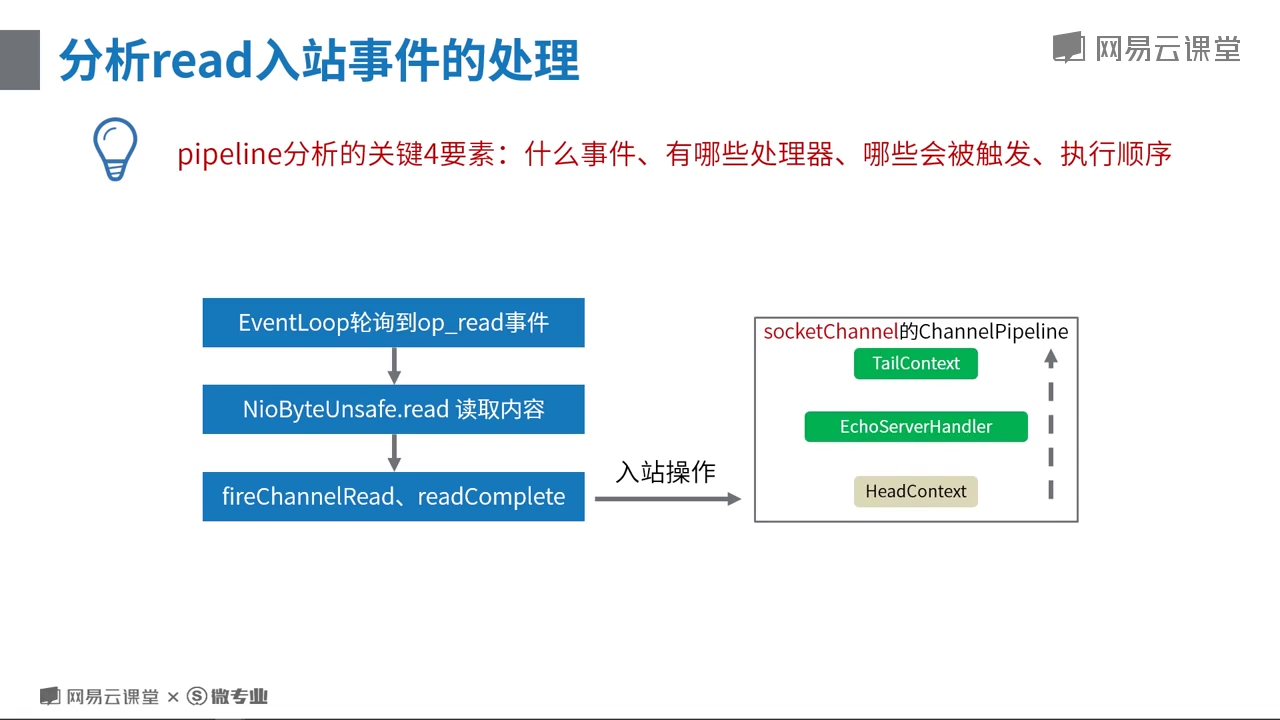 分析read入站事件的处理
网易云课堂
pipeline分析的关键4要素：什么事件、有哪些处理器、哪些会被触发、执行顺序
EventLoop轮询到op_read事件
NioByteUnsafe.read 读取内容
fireChannelRead、readComplete
入站操作
socketChannel的ChannelPipeline
TailContext
EchoServerHandler
HeadContext
网易云课堂 × 微专业